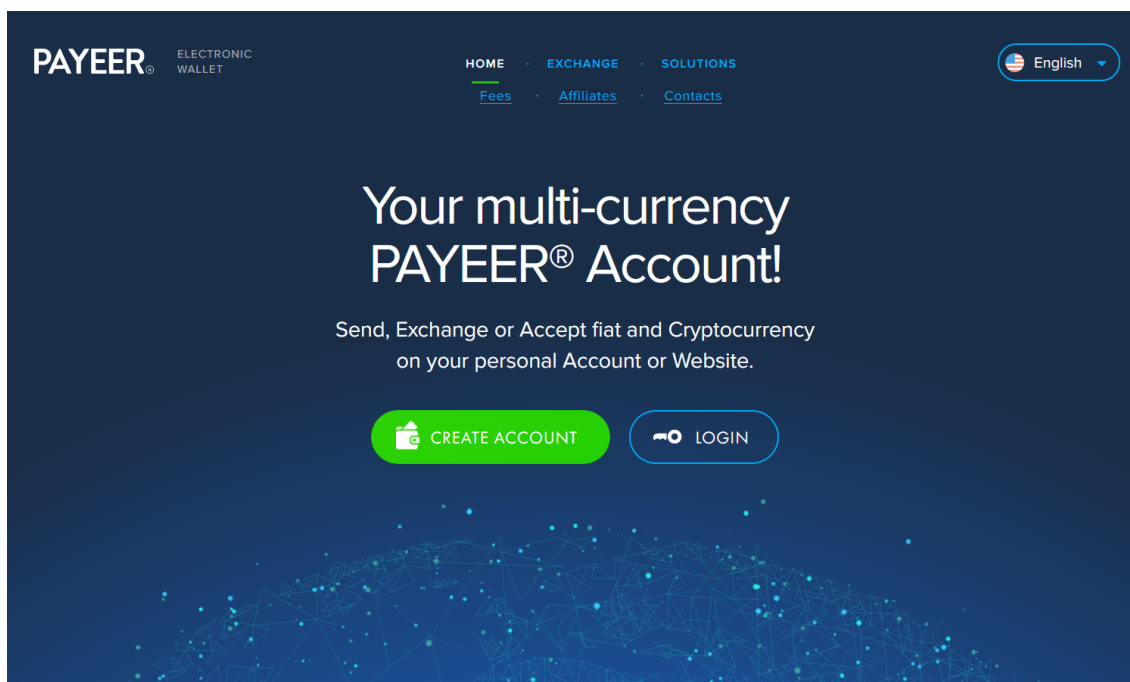 PAYEER® ELECTRONIC
WALLET
HOME · EXCHANGE · SOLUTIONS
Fees · Affiliates · Contacts
English
Your multi-currency
PAYEER® Account!
Send, Exchange or Accept fiat and Cryptocurrency
on your personal Account or Website.
CREATE ACCOUNT
LOGIN